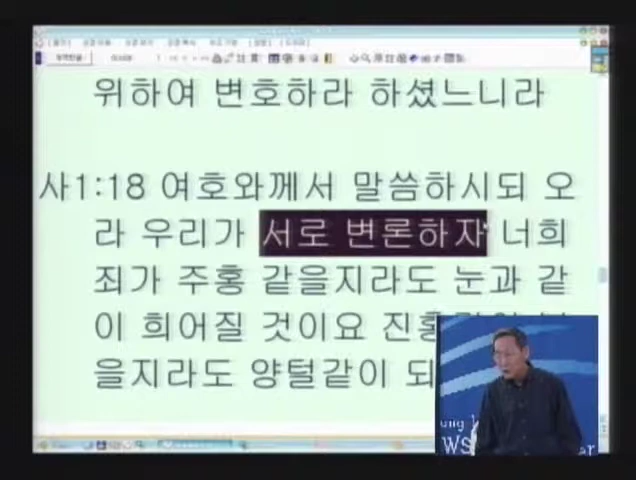 위하여 변호하라 하셨느니라
사1:18 여호와께서 말씀하시되 오
라 우리가 서로 변론하자 너희
죄가 주홍 같을지라도 눈과 같
이 희어질 것이요
을지라도 양털같이 되
ung
WS
er